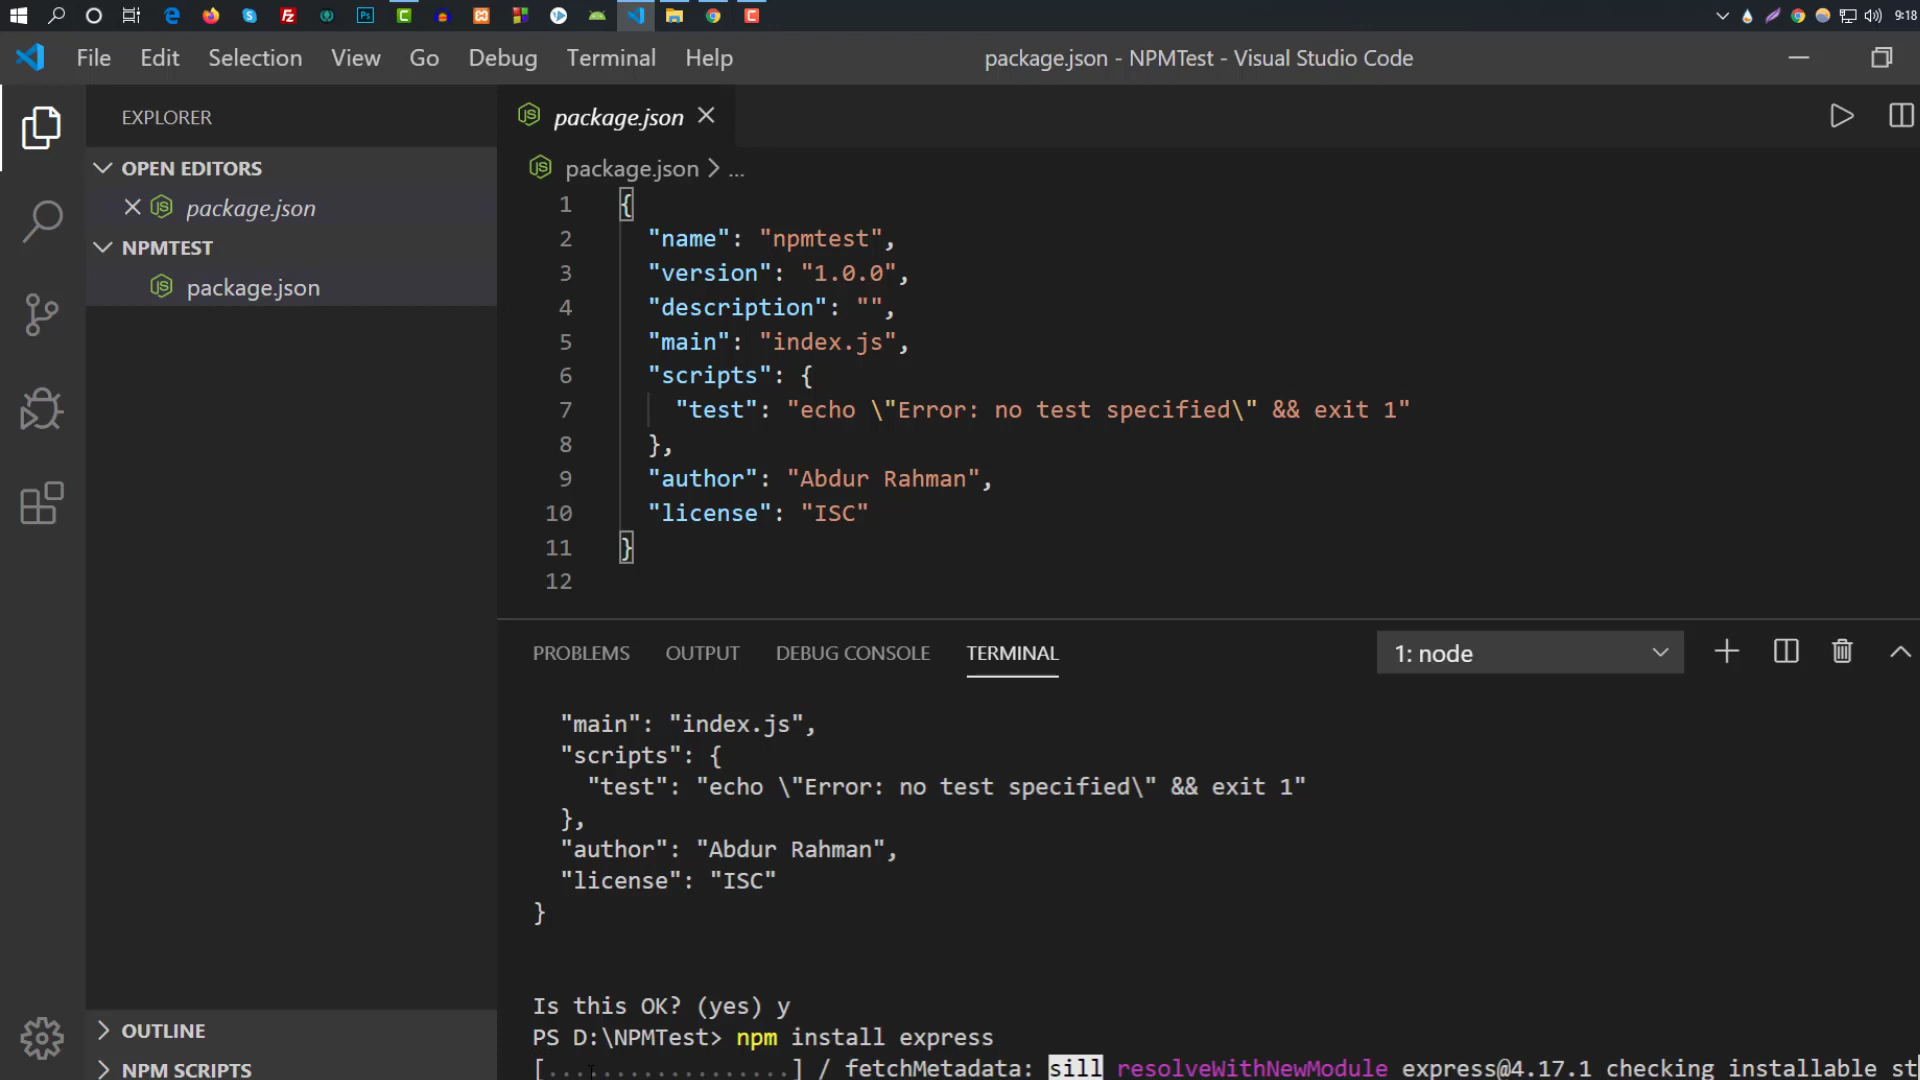 9:18
File Edit Selection View Go Debug Terminal Help package.json - NPMTest - Visual Studio Code
EXPLORER
OPEN EDITORS
package.json
NPMTEST
package.json
OUTLINE
NPM SCRIPTS
package.json
package.json > ...
1 {
2 "name": "npmtest",
3 "version": "1.0.0",
4 "description": "",
5 "main": "index.js",
6 "scripts": {
7 "test": "echo \"Error: no test specified\" && exit 1"
8 },
9 "author": "Abdur Rahman",
10 "license": "ISC"
11 }
12
PROBLEMS OUTPUT DEBUG CONSOLE TERMINAL 1: node
"main": "index.js",
"scripts": {
"test": "echo \"Error: no test specified\" && exit 1"
},
"author": "Abdur Rahman",
"license": "ISC"
}
Is this OK? (yes) y
PS D:\NPMTest> npm install express
[..................] / fetchMetadata: sill resolveWithNewModule express@4.17.1 checking installable st